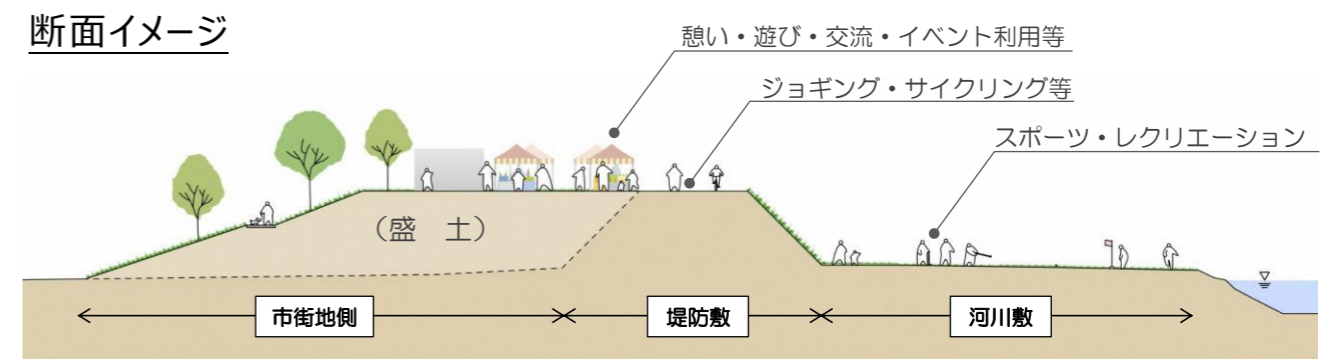 断面イメージ
憩い・遊び・交流・イベント利用等
ジョギング・サイクリング等
スポーツ・レクリエーション
（盛　土）
市街地側
堤防敷
河川敷